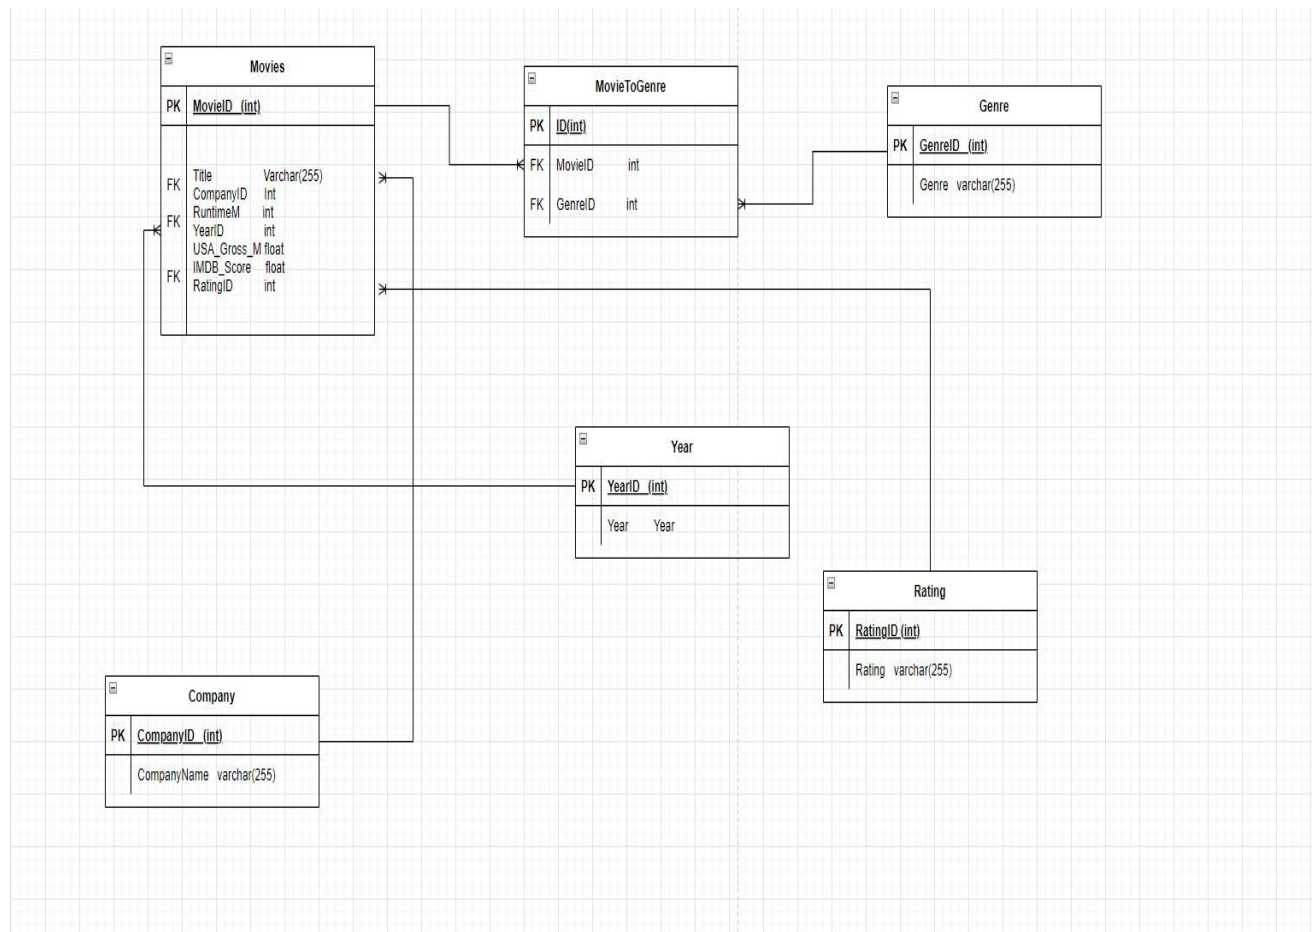 Movies
PK MovieID (int)
Title Varchar(255)
FK CompanyID Int
RuntimeM int
FK YearID int
USA_Gross_M float
IMDB_Score float
FK RatingID int
MovieToGenre
PK ID(int)
FK MovieID int
FK GenreID int
Genre
PK GenreID (int)
Genre varchar(255)
Year
PK YearID (int)
Year Year
Rating
PK RatingID (int)
Rating varchar(255)
Company
PK CompanyID (int)
CompanyName varchar(255)